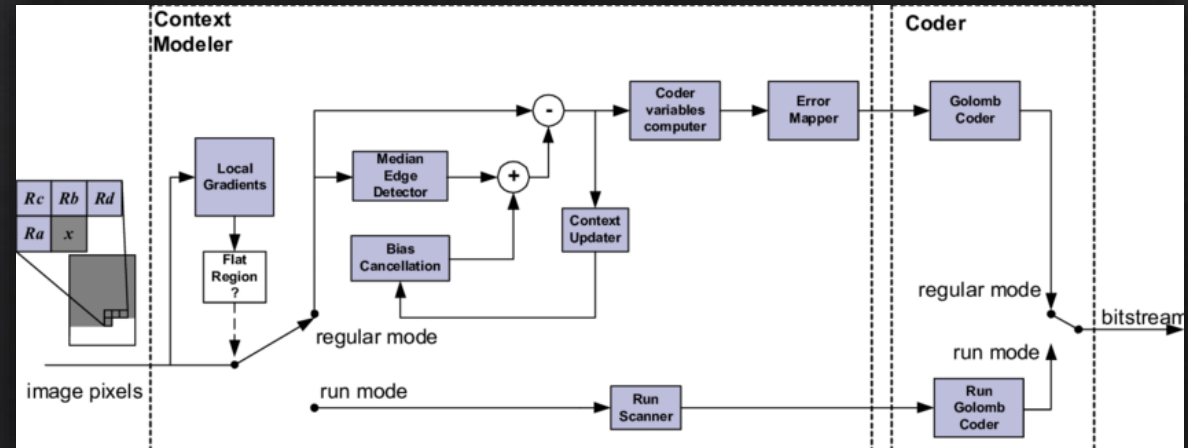 Context
Modeler
Coder
Coder
variables
computer
Error
Mapper
Golomb
Coder
-
Local
Gradients
Median
Edge
Detector
+
Rc Rb Rd
Ra x
Context
Updater
Bias
Cancellation
Flat
Region
?
regular mode
regular mode
bitstream
run mode
image pixels
run mode
Run
Scanner
Run
Golomb
Coder